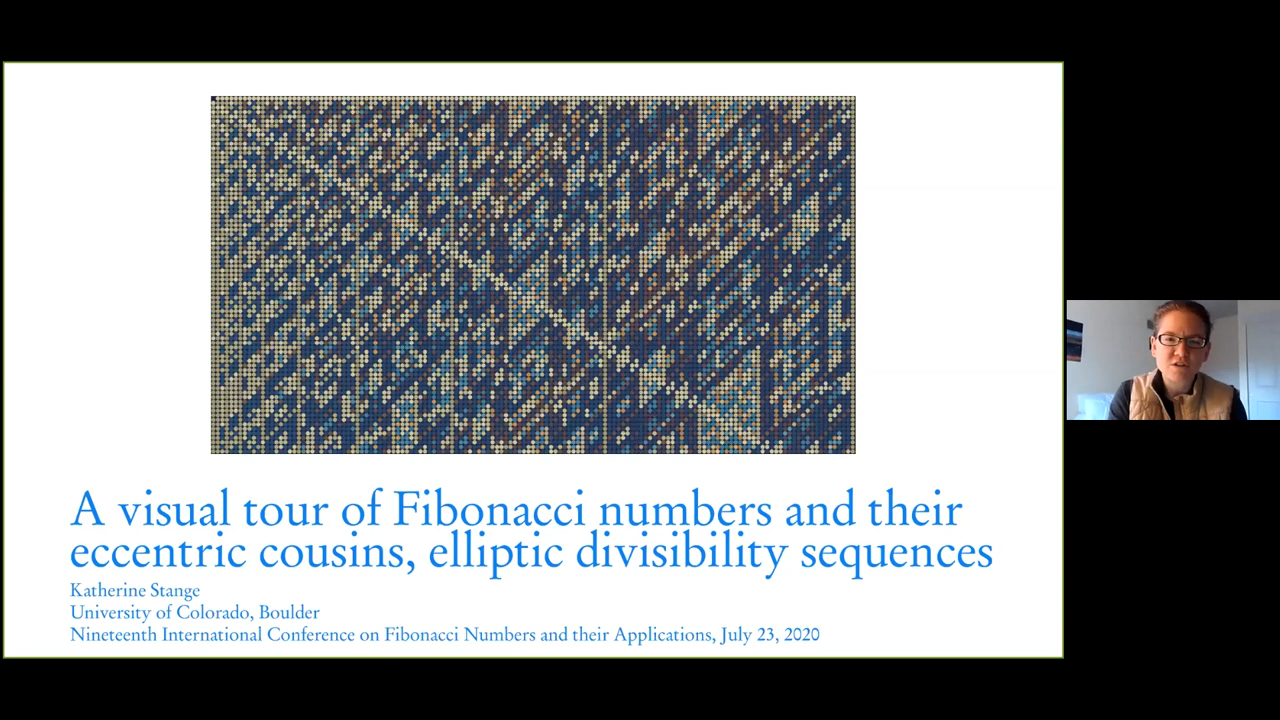 A visual tour of Fibonacci numbers and their
eccentric cousins, elliptic divisibility sequences
Katherine Stange
University of Colorado, Boulder
Nineteenth International Conference on Fibonacci Numbers and their Applications, July 23, 2020